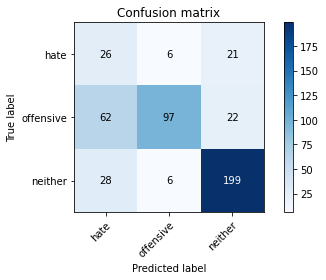 Confusion matrix
True label
hate
26
6
21
offensive
62
97
22
neither
28
6
199
hate
offensive
neither
Predicted label
175
150
125
100
75
50
25